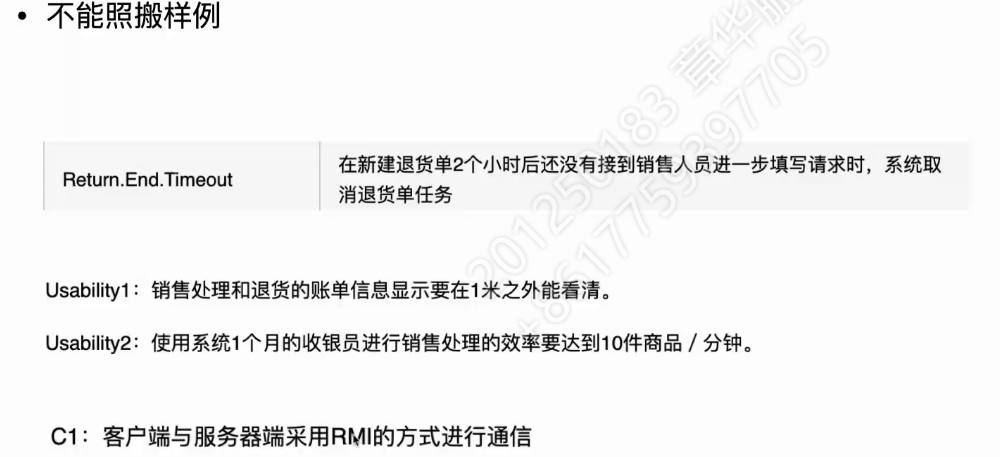 • 不能照搬样例
201250183 章华鹏
+8617759397705
Return.End.Timeout
在新建退货单2个小时后还没有接到销售人员进一步填写请求时，系统取
消退货单任务
Usability1：销售处理和退货的账单信息显示要在1米之外能看清。
Usability2：使用系统1个月的收银员进行销售处理的效率要达到10件商品 / 分钟。
C1：客户端与服务器端采用RMI的方式进行通信